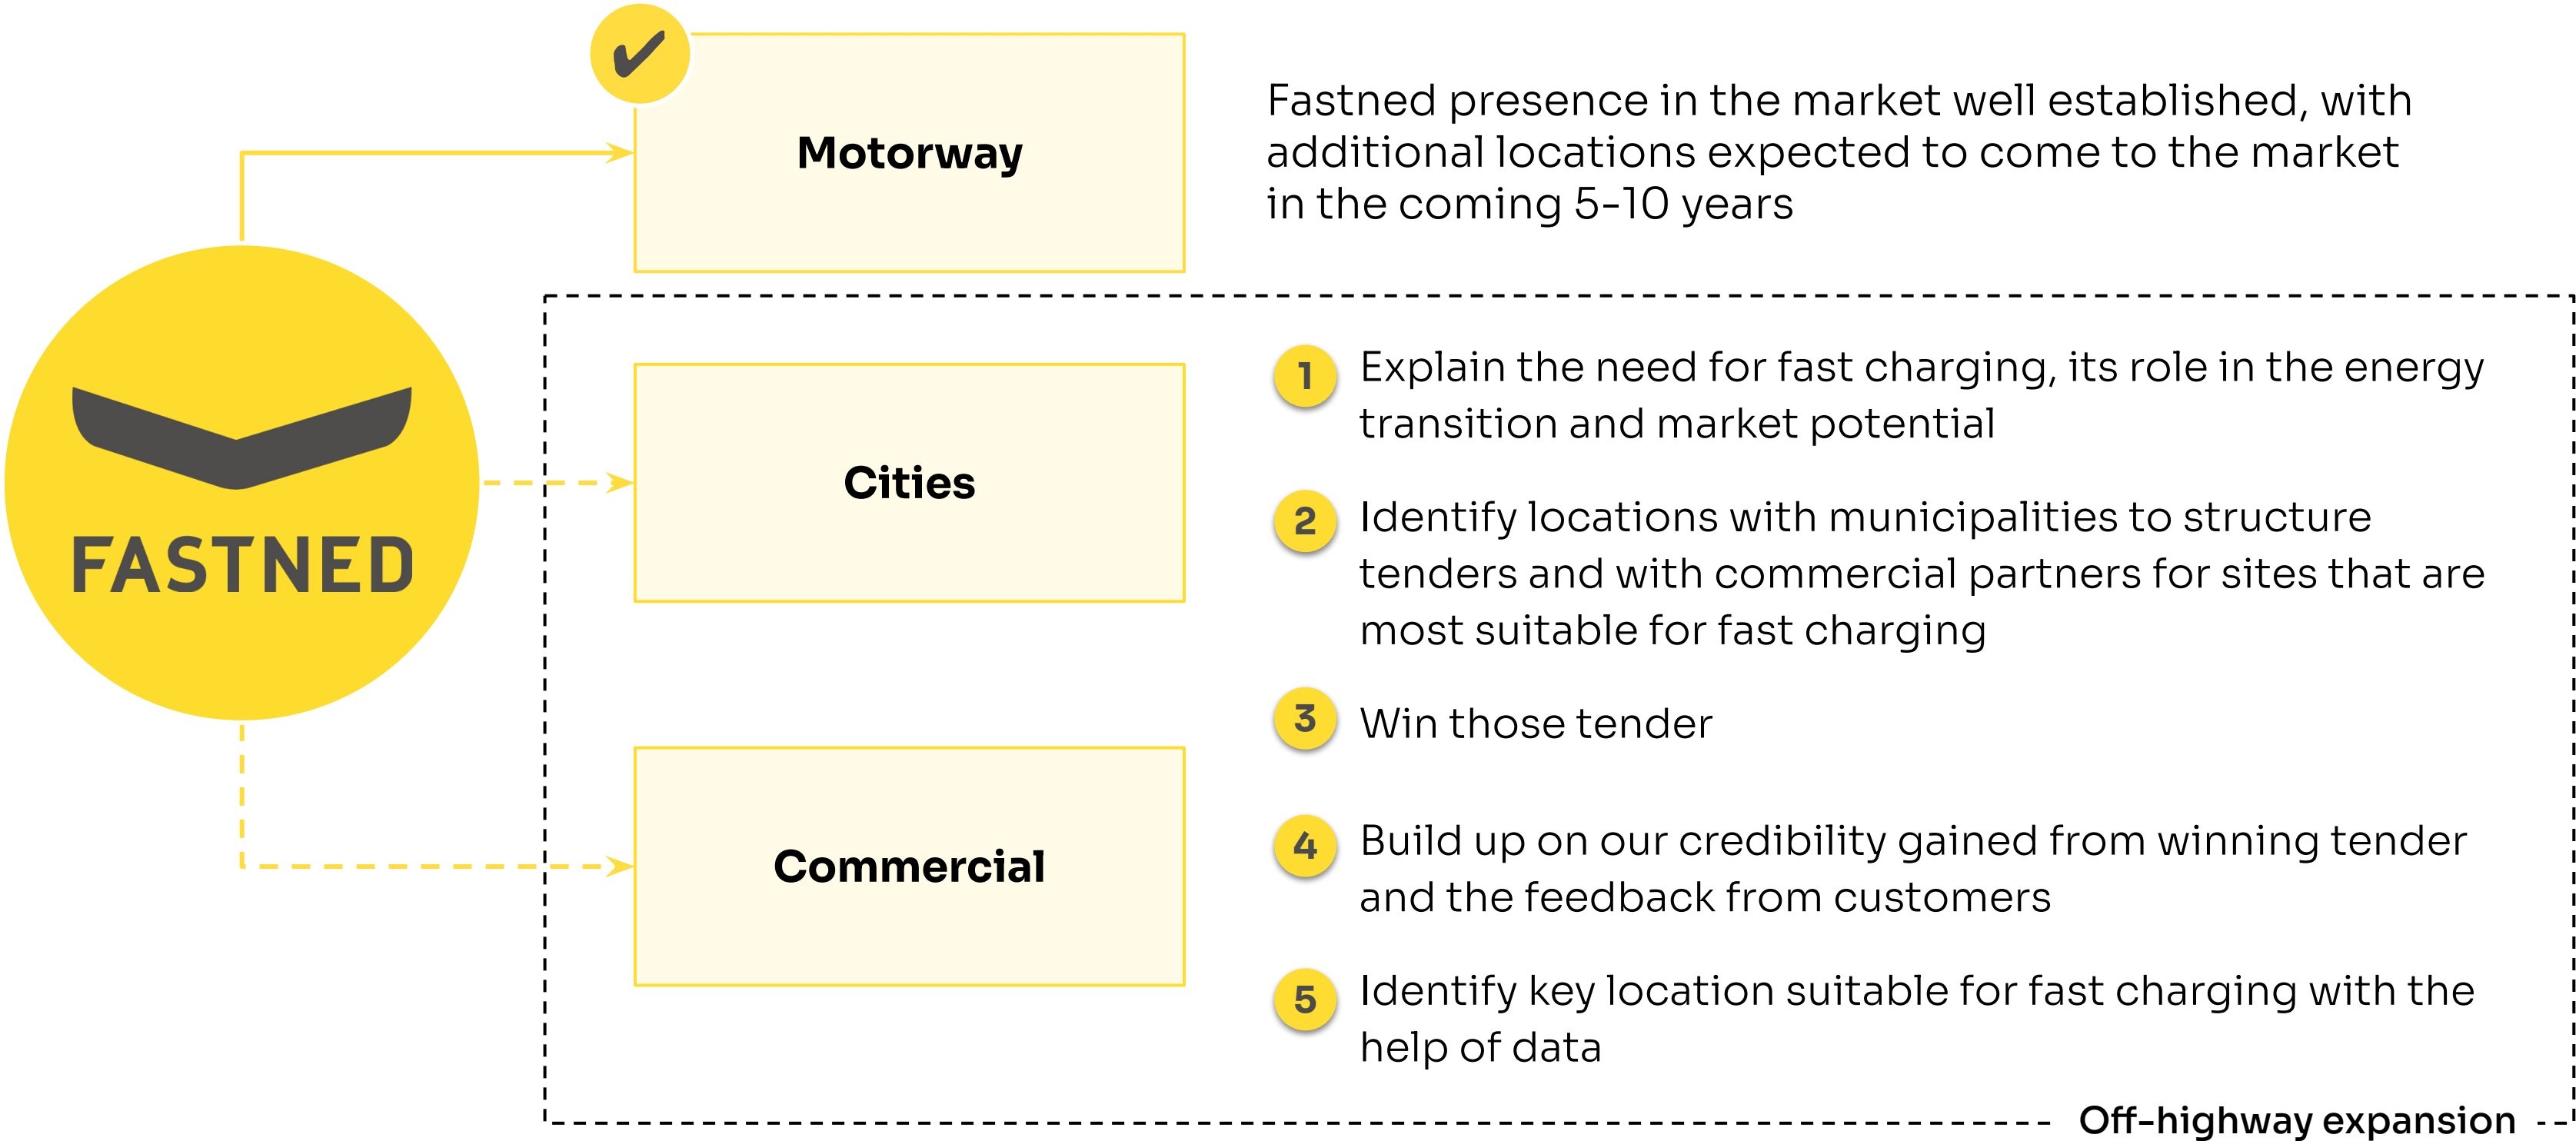 Motorway
Fastned presence in the market well established, with
additional locations expected to come to the market
in the coming 5-10 years
FASTNED
Cities
Commercial
1 Explain the need for fast charging, its role in the energy
transition and market potential
2 Identify locations with municipalities to structure
tenders and with commercial partners for sites that are
most suitable for fast charging
3 Win those tender
4 Build up on our credibility gained from winning tender
and the feedback from customers
5 Identify key location suitable for fast charging with the
help of data
Off-highway expansion